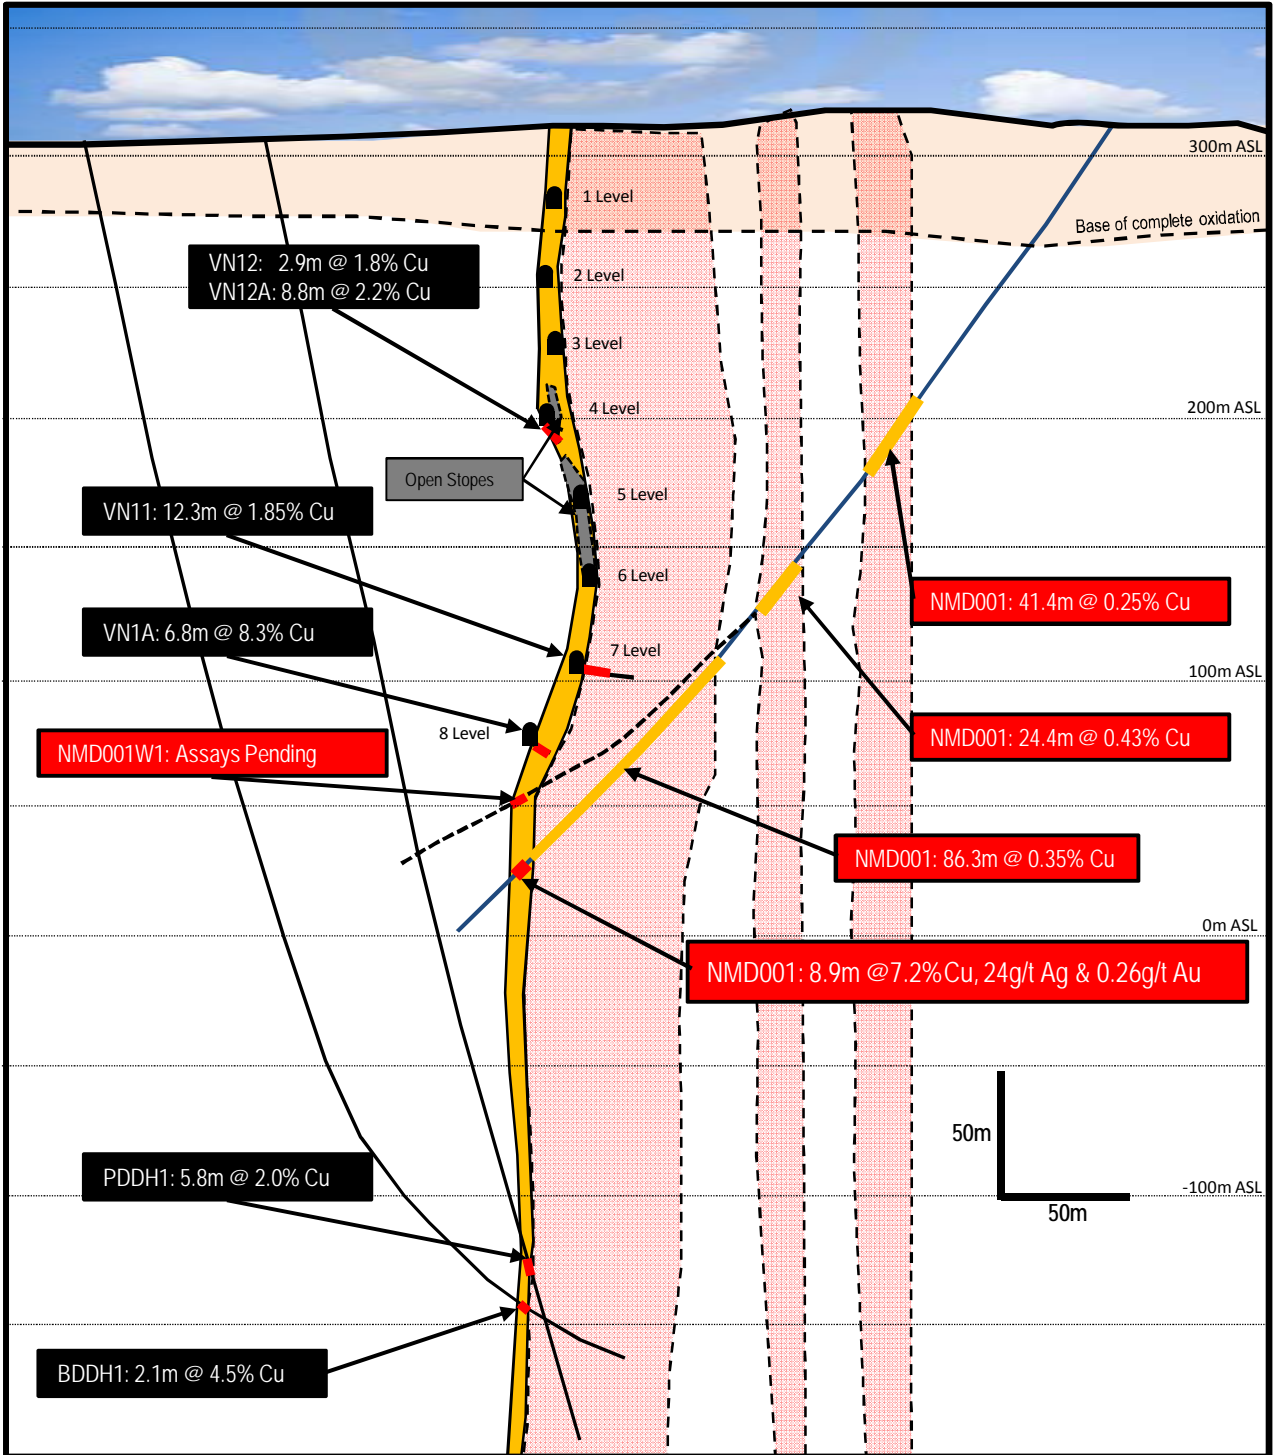 300m ASL
1 Level
Base of complete oxidation
VN12: 2.9m @ 1.8% Cu
VN12A: 8.8m @ 2.2% Cu
2 Level
3 Level
4 Level
200m ASL
Open Stopes
5 Level
VN11: 12.3m @ 1.85% Cu
6 Level
NMD001: 41.4m @ 0.25% Cu
VN1A: 6.8m @ 8.3% Cu
7 Level
100m ASL
8 Level
NMD001W1: Assays Pending
NMD001: 24.4m @ 0.43% Cu
NMD001: 86.3m @ 0.35% Cu
0m ASL
NMD001: 8.9m @7.2%Cu, 24g/t Ag & 0.26g/t Au
50m
PDDH1: 5.8m @ 2.0% Cu
-100m ASL
50m
BDDH1: 2.1m @ 4.5% Cu